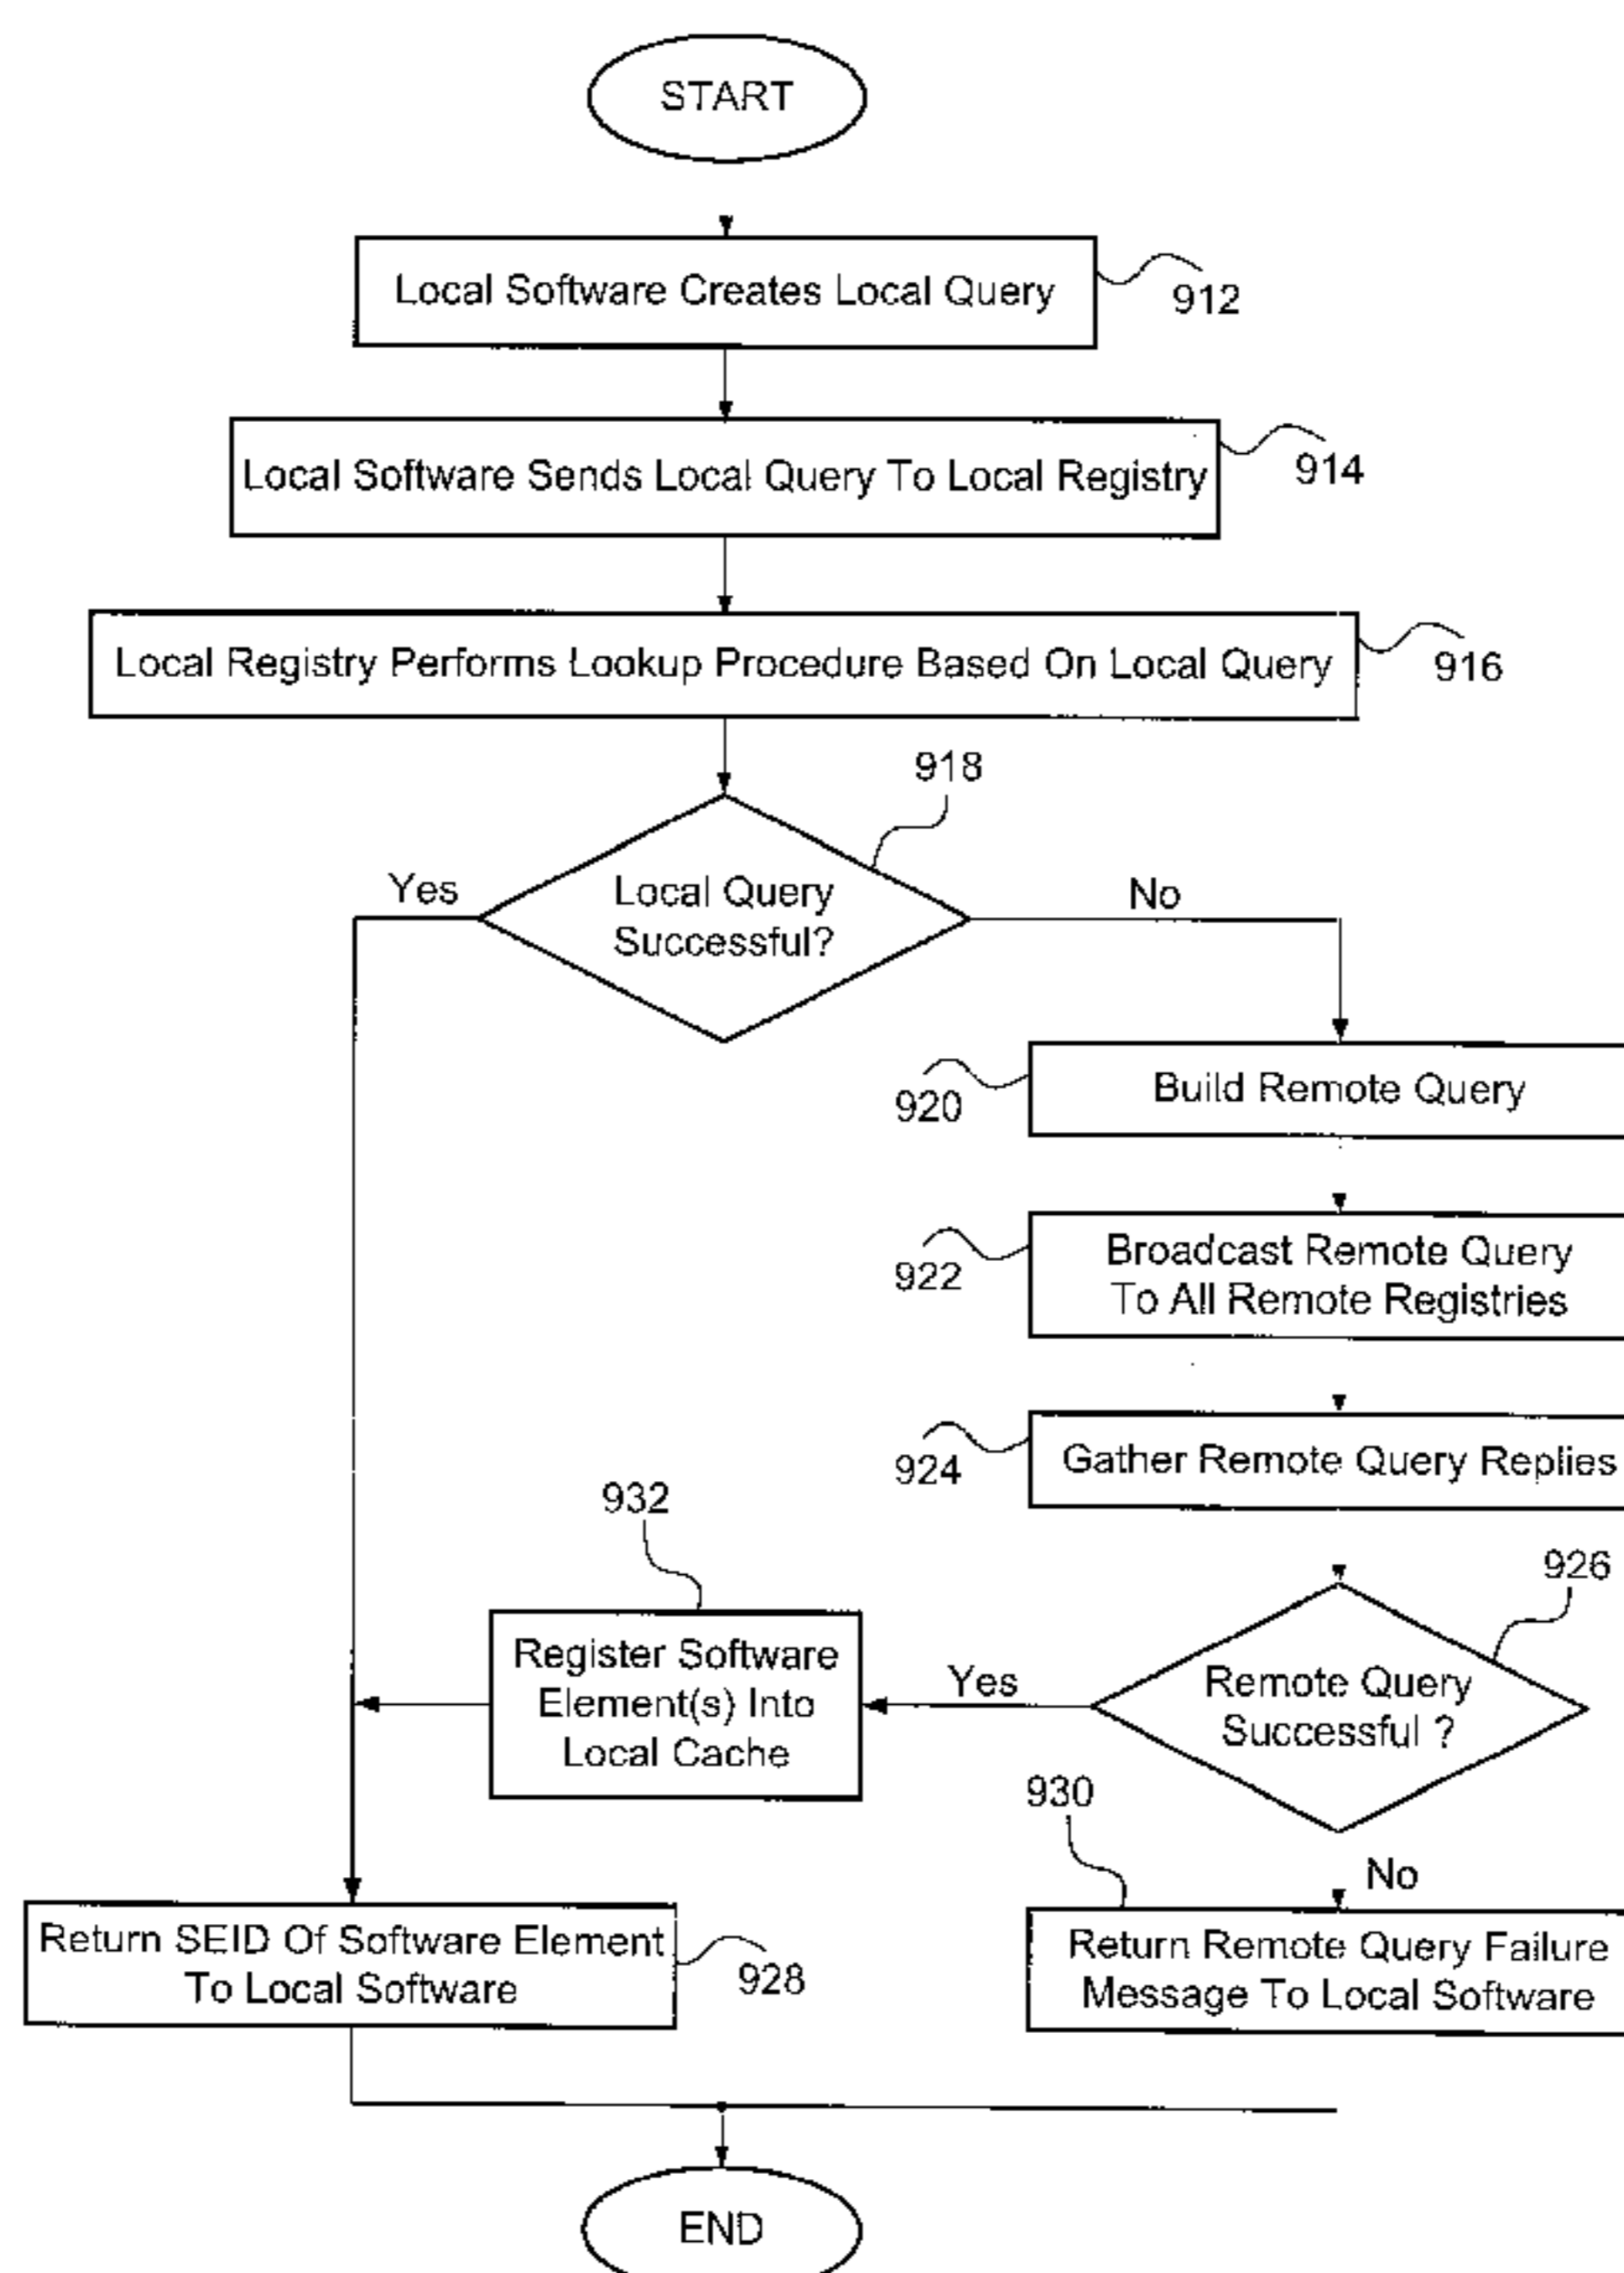 START
Local Software Creates Local Query
912
Local Software Sends Local Query To Local Registry
914
Local Registry Performs Lookup Procedure Based On Local Query
916
918
Local Query
Successful?
Yes
No
920
Build Remote Query
922
Broadcast Remote Query
To All Remote Registries
924
Gather Remote Query Replies
926
Remote Query
Successful ?
Yes
932
Register Software
Element(s) Into
Local Cache
No
930
Return Remote Query Failure
Message To Local Software
Return SEID Of Software Element
To Local Software
928
END